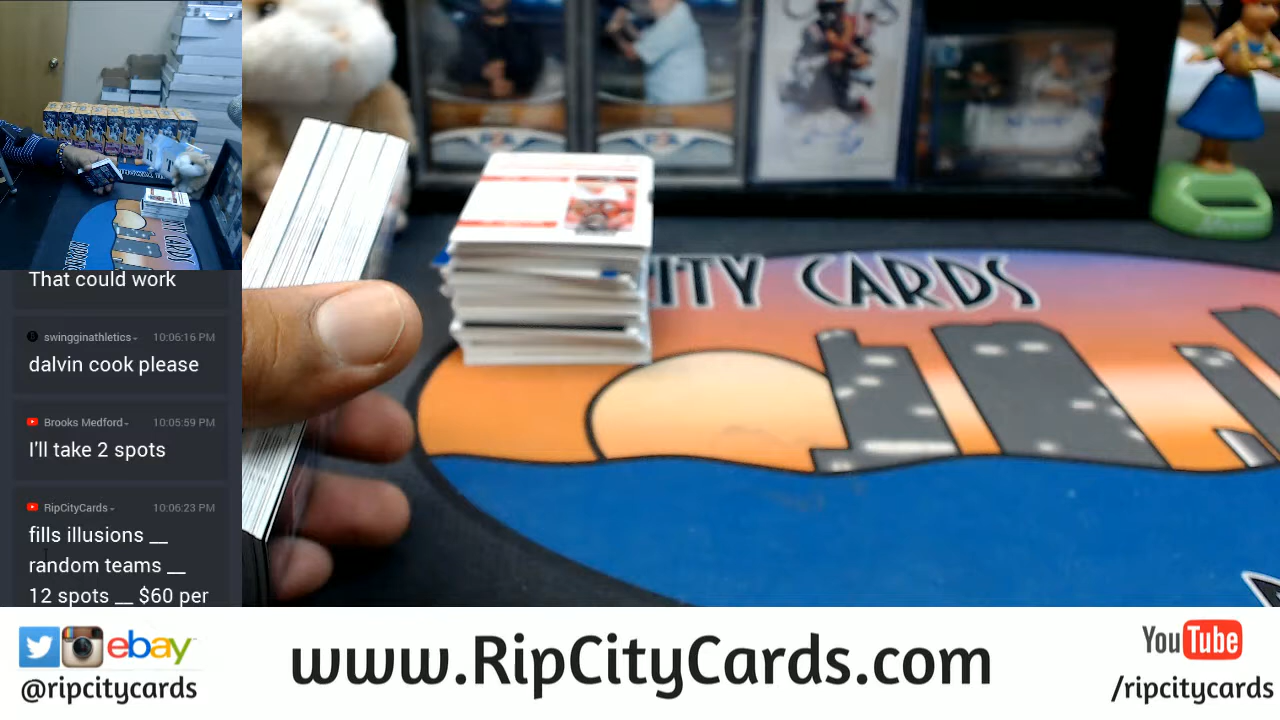 That could work
swingginathletics 10:06:16 PM
dalvin cook please
Brooks Medford 10:05:59 PM
I'll take 2 spots
RipCityCards 10:06:23 PM
fills illusions __
random teams __
12 spots __ $60 per
ITY CARDS
ebay
@ripcitycards
www.RipCityCards.com
YouTube
/ripcitycards